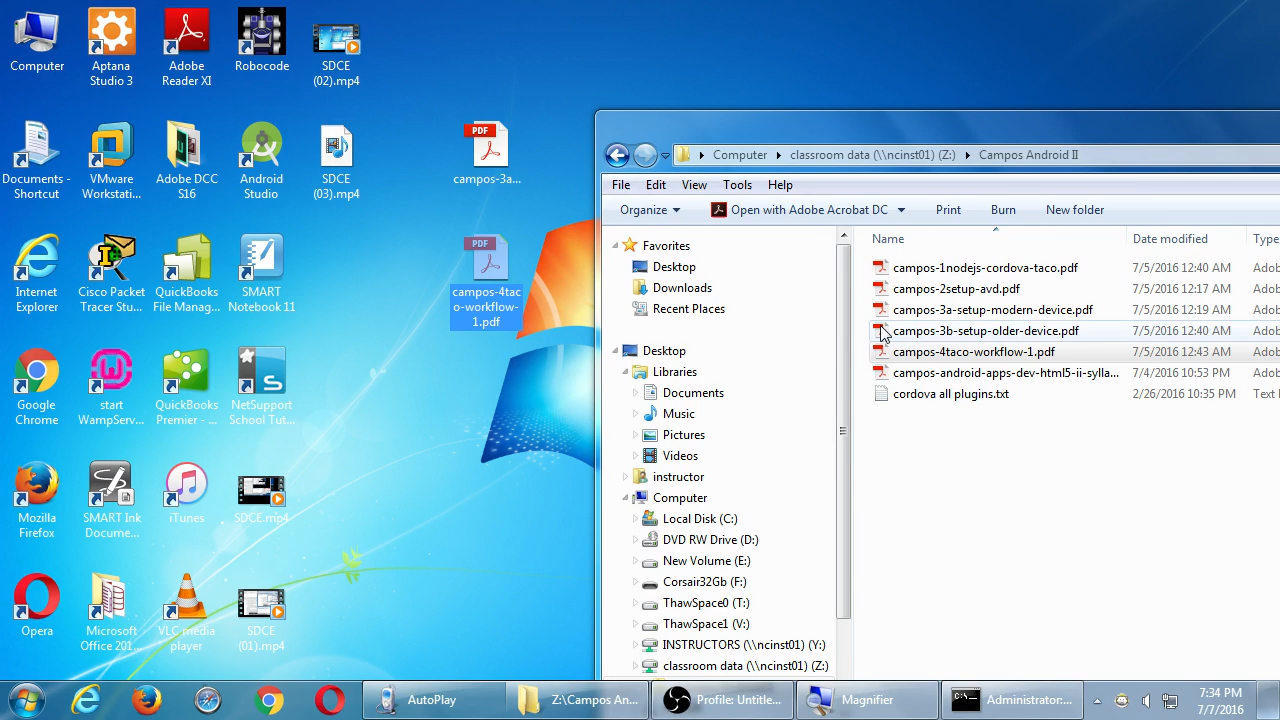 Computer
Aptana
Studio 3
Adobe
Reader XI
Robocode
SDCE
(02).mp4
Documents -
Shortcut
VMware
Workstati...
Adobe DCC
S16
Android
Studio
SDCE
(03).mp4
PDF
campos-3a...
Internet
Explorer
Cisco Packet
Tracer Stu...
QuickBooks
File Manag...
SMART
Notebook 11
PDF
campos-4tac
o-workflow-
1.pdf
Google
Chrome
start
WampServ...
QuickBooks
Premier - ...
NetSupport
School Tut...
Mozilla
Firefox
SMART Ink
Docume...
iTunes
SDCE.mp4
Opera
Microsoft
Office 201...
VLC media
player
SDCE
(01).mp4
Computer
classroom data (\\ncinst01) (Z:)
Campos Android II
File Edit View Tools Help
Organize Open with Adobe Acrobat DC Print Burn New folder
Favorites
Desktop
Downloads
Recent Places
Desktop
Libraries
Documents
Music
Pictures
Videos
instructor
Computer
Local Disk (C:)
DVD RW Drive (D:)
New Volume (E:)
Corsair32Gb (F:)
ThawSpace0 (T:)
ThawSpace1 (V:)
INSTRUCTORS (\\ncinst01) (Y:)
classroom data (\\ncinst01) (Z:)
Name Date modified Type
campos-1nodejs-cordova-taco.pdf 7/5/2016 12:40 AM Adob
campos-2setup-avd.pdf 7/5/2016 12:17 AM Adob
campos-3a-setup-modern-device.pdf 7/5/2016 12:19 AM Adob
campos-3b-setup-older-device.pdf 7/5/2016 12:40 AM Adob
campos-4taco-workflow-1.pdf 7/5/2016 12:43 AM Adob
campos-android-apps-dev-html5-ii-sylla... 7/4/2016 10:53 PM Adob
cordova all plugins.txt 2/26/2016 10:35 PM Text
AutoPlay
Z:\Campos An...
Profile: Untitle...
Magnifier
Administrator:...
7:34 PM
7/7/2016